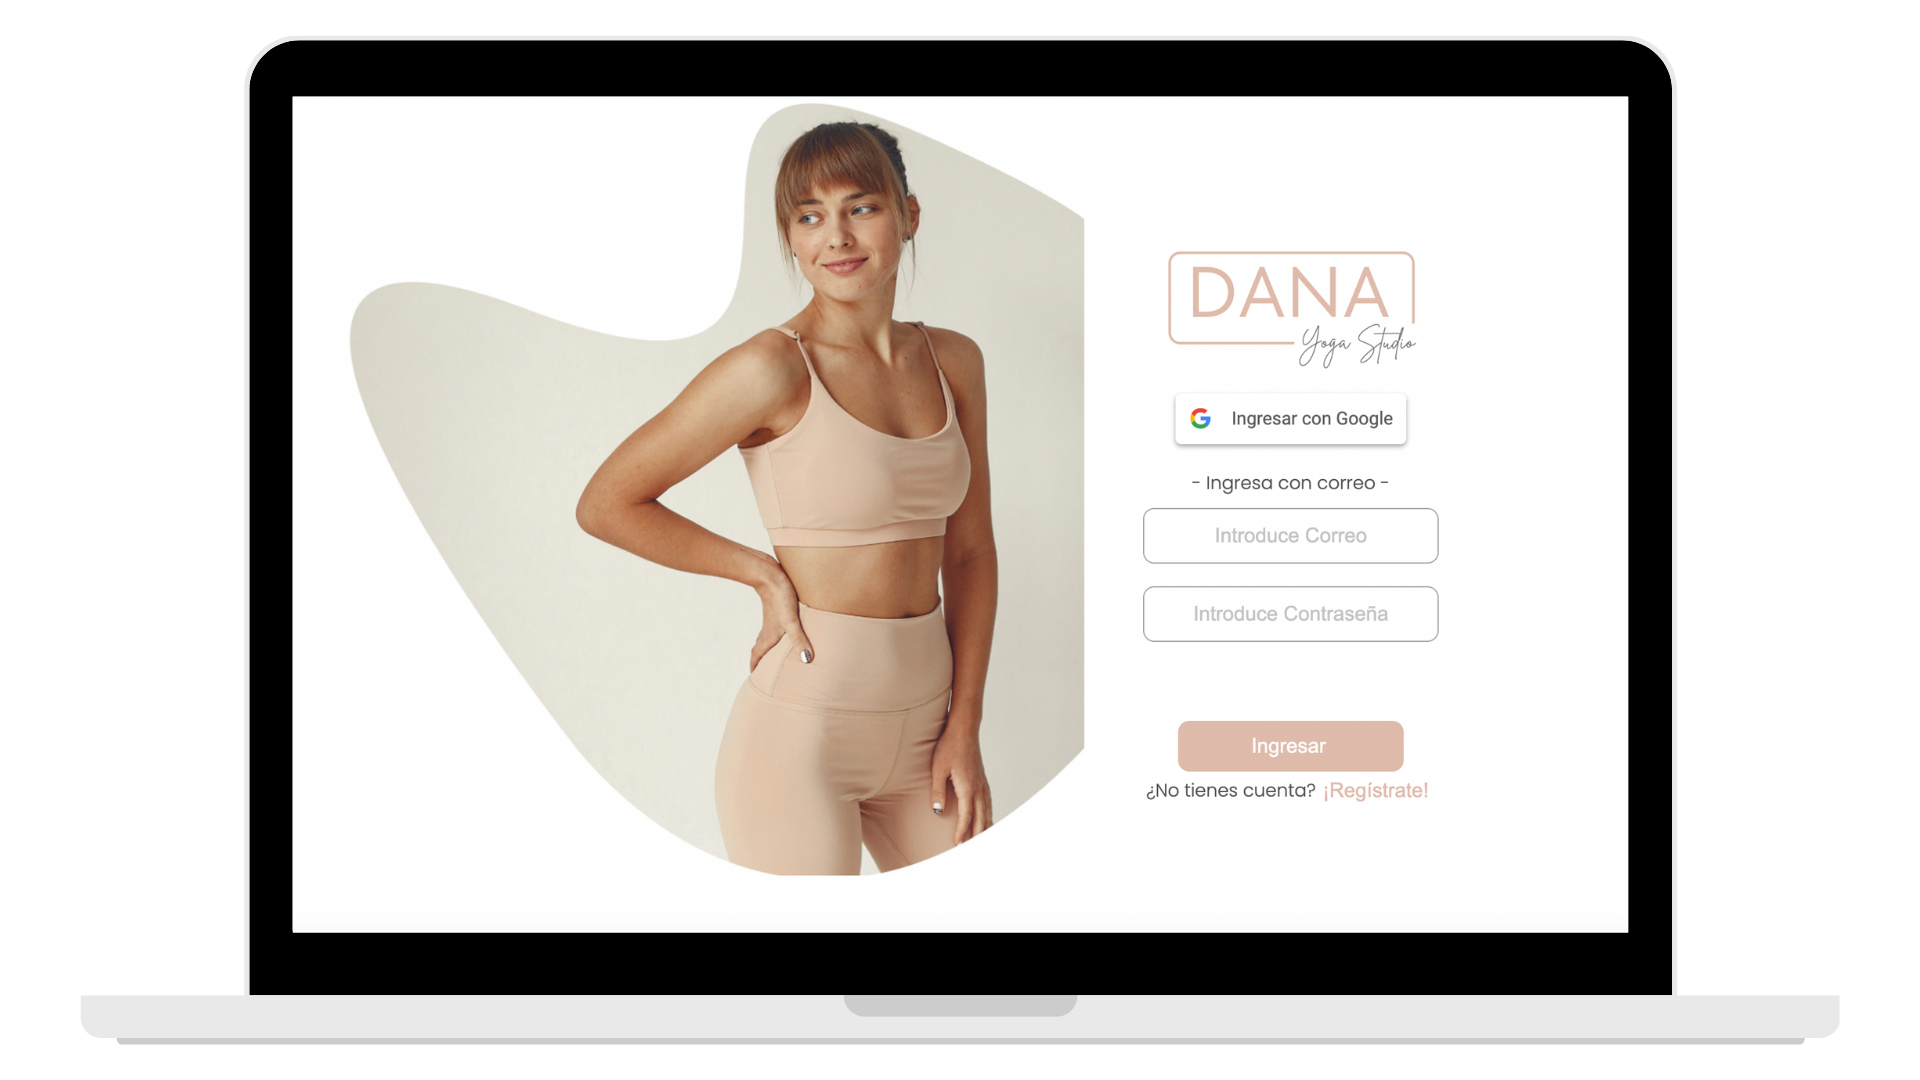 DANA
Yoga Studio
Ingresar con Google
- Ingresa con correo -
Introduce Correo
Introduce Contraseña
Ingresar
¿No tienes cuenta? ¡Regístrate!